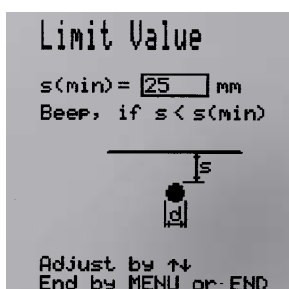 Limit Value
s(min)= 25 mm
Beep, if s<s(min)
s
d
Adjust by ↑↓
End by MENU or END